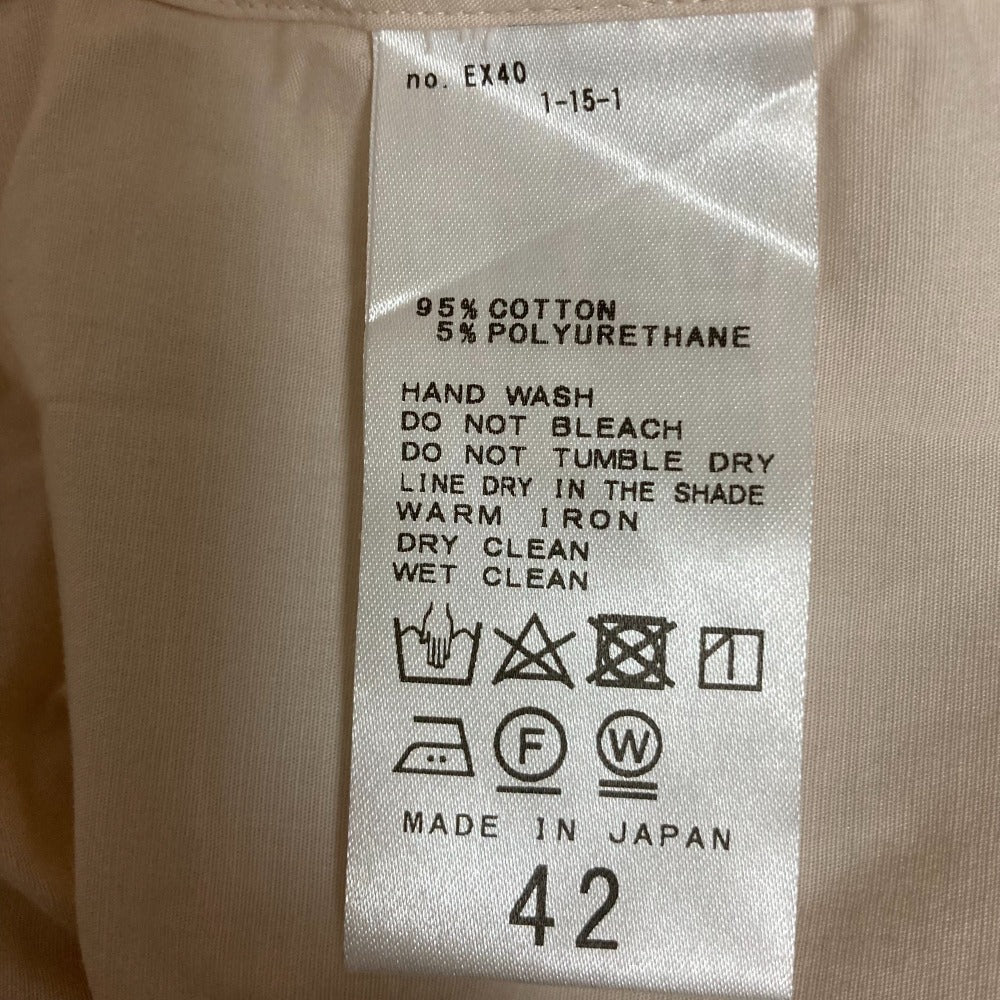 no. EX40
1-15-1
95% COTTON
5% POLYURETHANE
HAND WASH
DO NOT BLEACH
DO NOT TUMBLE DRY
LINE DRY IN THE SHADE
WARM IRON
DRY CLEAN
WET CLEAN
F W
MADE IN JAPAN
42